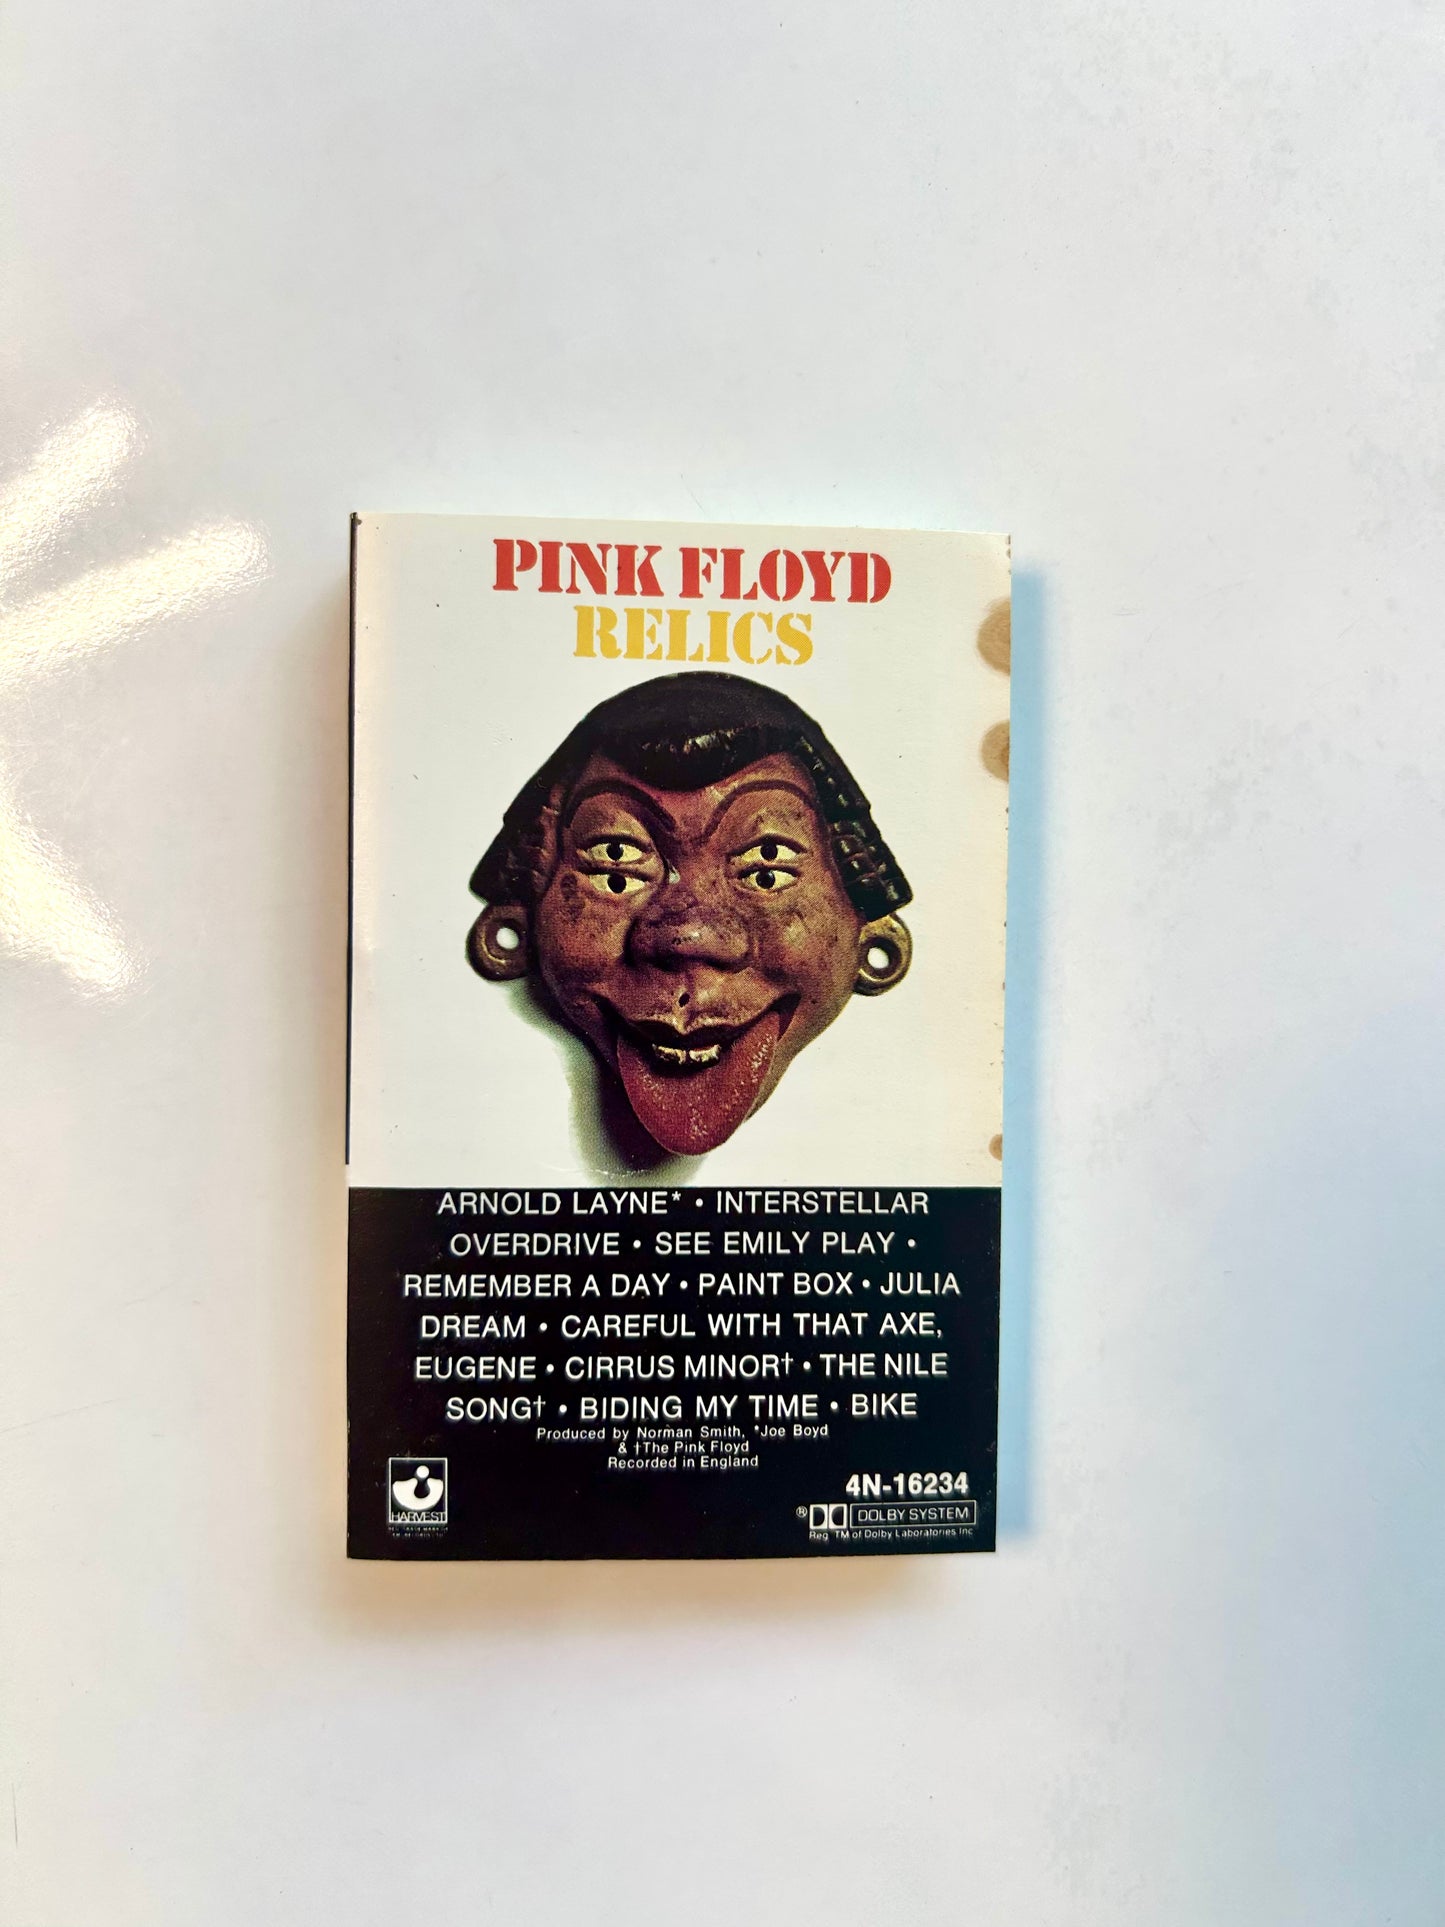 PINK FLOYD
RELICS
ARNOLD LAYNE* • INTERSTELLAR
OVERDRIVE • SEE EMILY PLAY •
REMEMBER A DAY • PAINT BOX • JULIA
DREAM • CAREFUL WITH THAT AXE,
EUGENE • CIRRUS MINOR† • THE NILE
SONG† • BIDING MY TIME • BIKE
Produced by Norman Smith, *Joe Boyd
& †The Pink Floyd
Recorded in England
4N-16234
HARVEST
® DOLBY SYSTEM
Reg. TM of Dolby Laboratories Inc